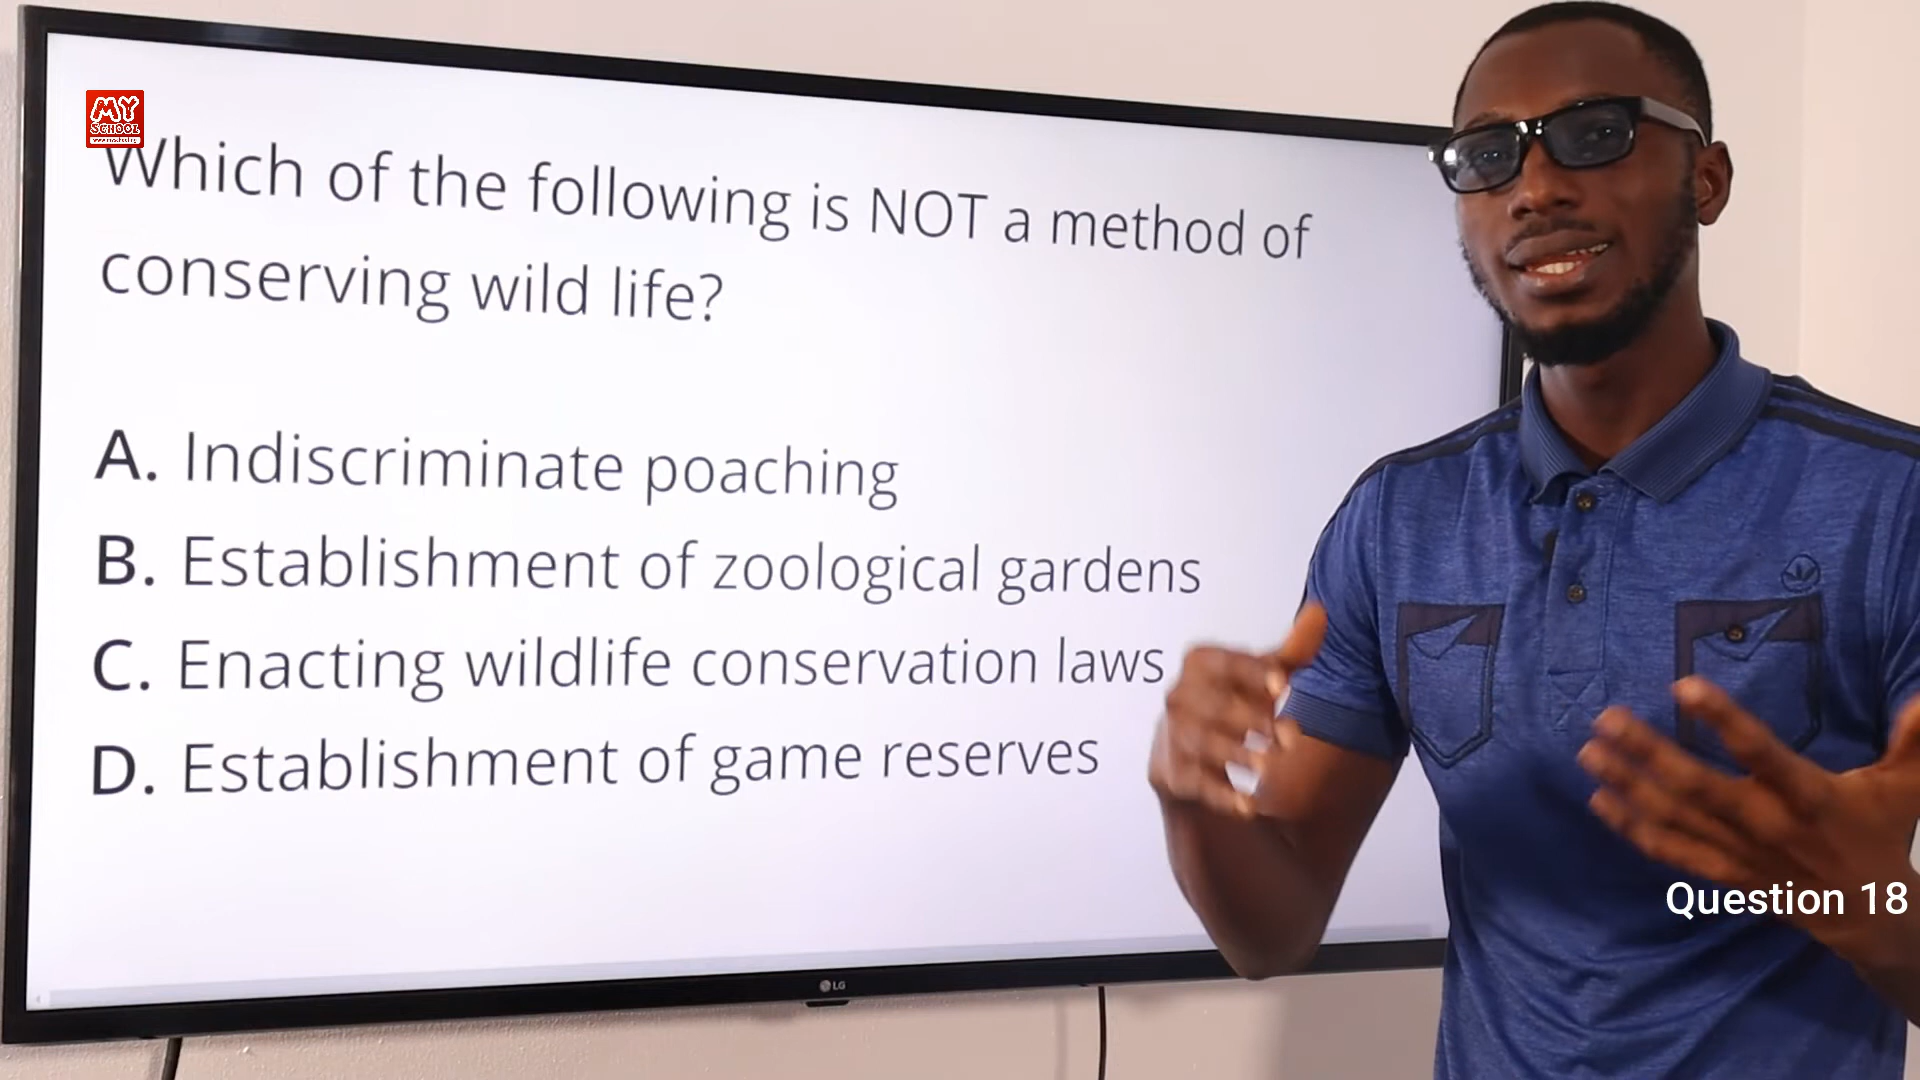 MY
SCHOOL
Which of the following is NOT a method of
conserving wild life?
A. Indiscriminate poaching
B. Establishment of zoological gardens
C. Enacting wildlife conservation laws
D. Establishment of game reserves
LG
Question 18